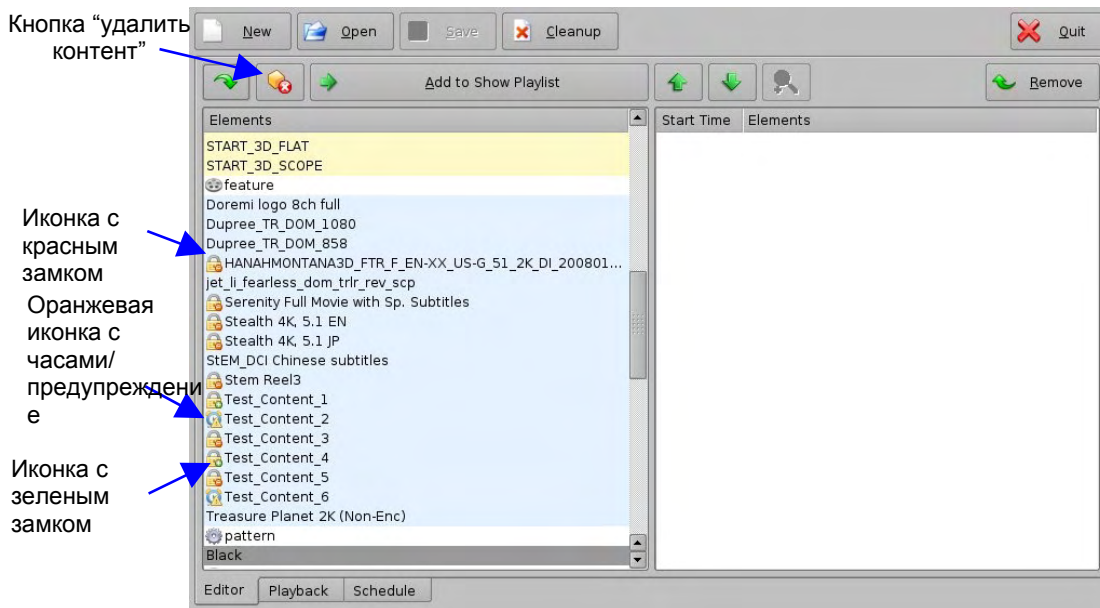 Кнопка “удалить
контент”
New
Open
Save
Cleanup
Quit
Add to Show Playlist
Remove
Elements
Start Time
Elements
START_3D_FLAT
START_3D_SCOPE
feature
Doremi logo 8ch full
Dupree_TR_DOM_1080
Dupree_TR_DOM_858
HANAHMONTANA3D_FTR_F_EN-XX_US-G_51_2K_DI_200801...
jet_li_fearless_dom_trlr_rev_scp
Serenity Full Movie with Sp. Subtitles
Stealth 4K, 5.1 EN
Stealth 4K, 5.1 JP
StEM_DCI Chinese subtitles
Stem Reel3
Test_Content_1
Test_Content_2
Test_Content_3
Test_Content_4
Test_Content_5
Test_Content_6
Treasure Planet 2K (Non-Enc)
pattern
Black
Иконка с
красным
замком
Оранжевая
иконка с
часами/
предупреждени
е
Иконка с
зеленым
замком
Editor
Playback
Schedule